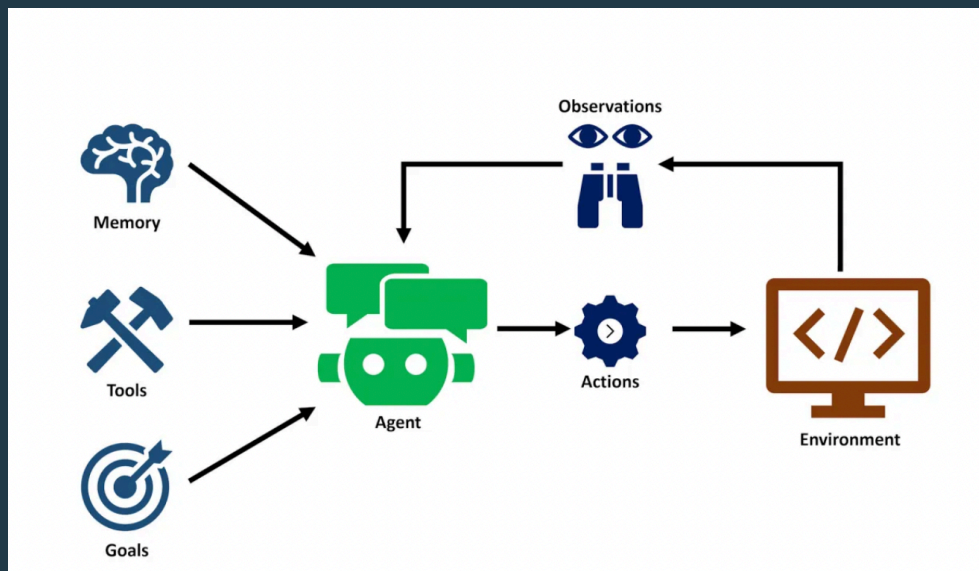 Observations
Memory
Tools
Agent
Actions
Environment
</>
Goals